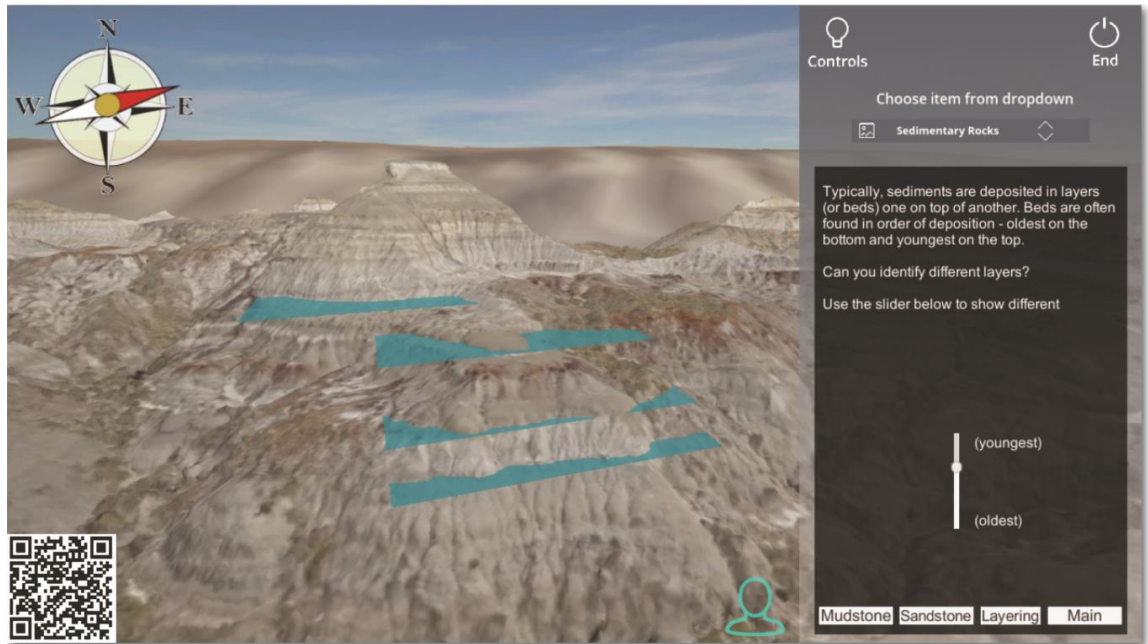 N
W
E
S
Controls
End
Choose item from dropdown
Sedimentary Rocks
Typically, sediments are deposited in layers
(or beds) one on top of another. Beds are often
found in order of deposition - oldest on the
bottom and youngest on the top.
Can you identify different layers?
Use the slider below to show different
(youngest)
(oldest)
Mudstone
Sandstone
Layering
Main